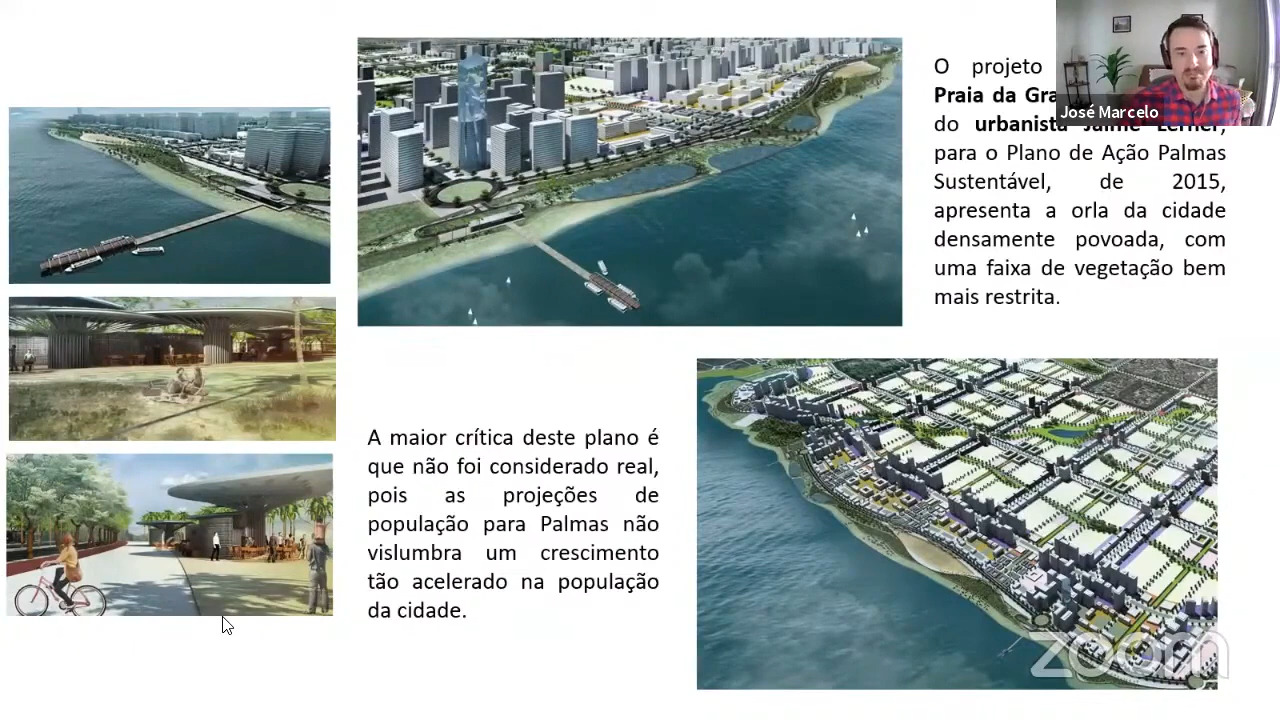 O projeto
Praia da Gra
José Marcelo
do urbanista Jaime Lerner,
para o Plano de Ação Palmas
Sustentável, de 2015,
apresenta a orla da cidade
densamente povoada, com
uma faixa de vegetação bem
mais restrita.
A maior crítica deste plano é
que não foi considerado real,
pois as projeções de
população para Palmas não
vislumbra um crescimento
tão acelerado na população
da cidade.
zoom